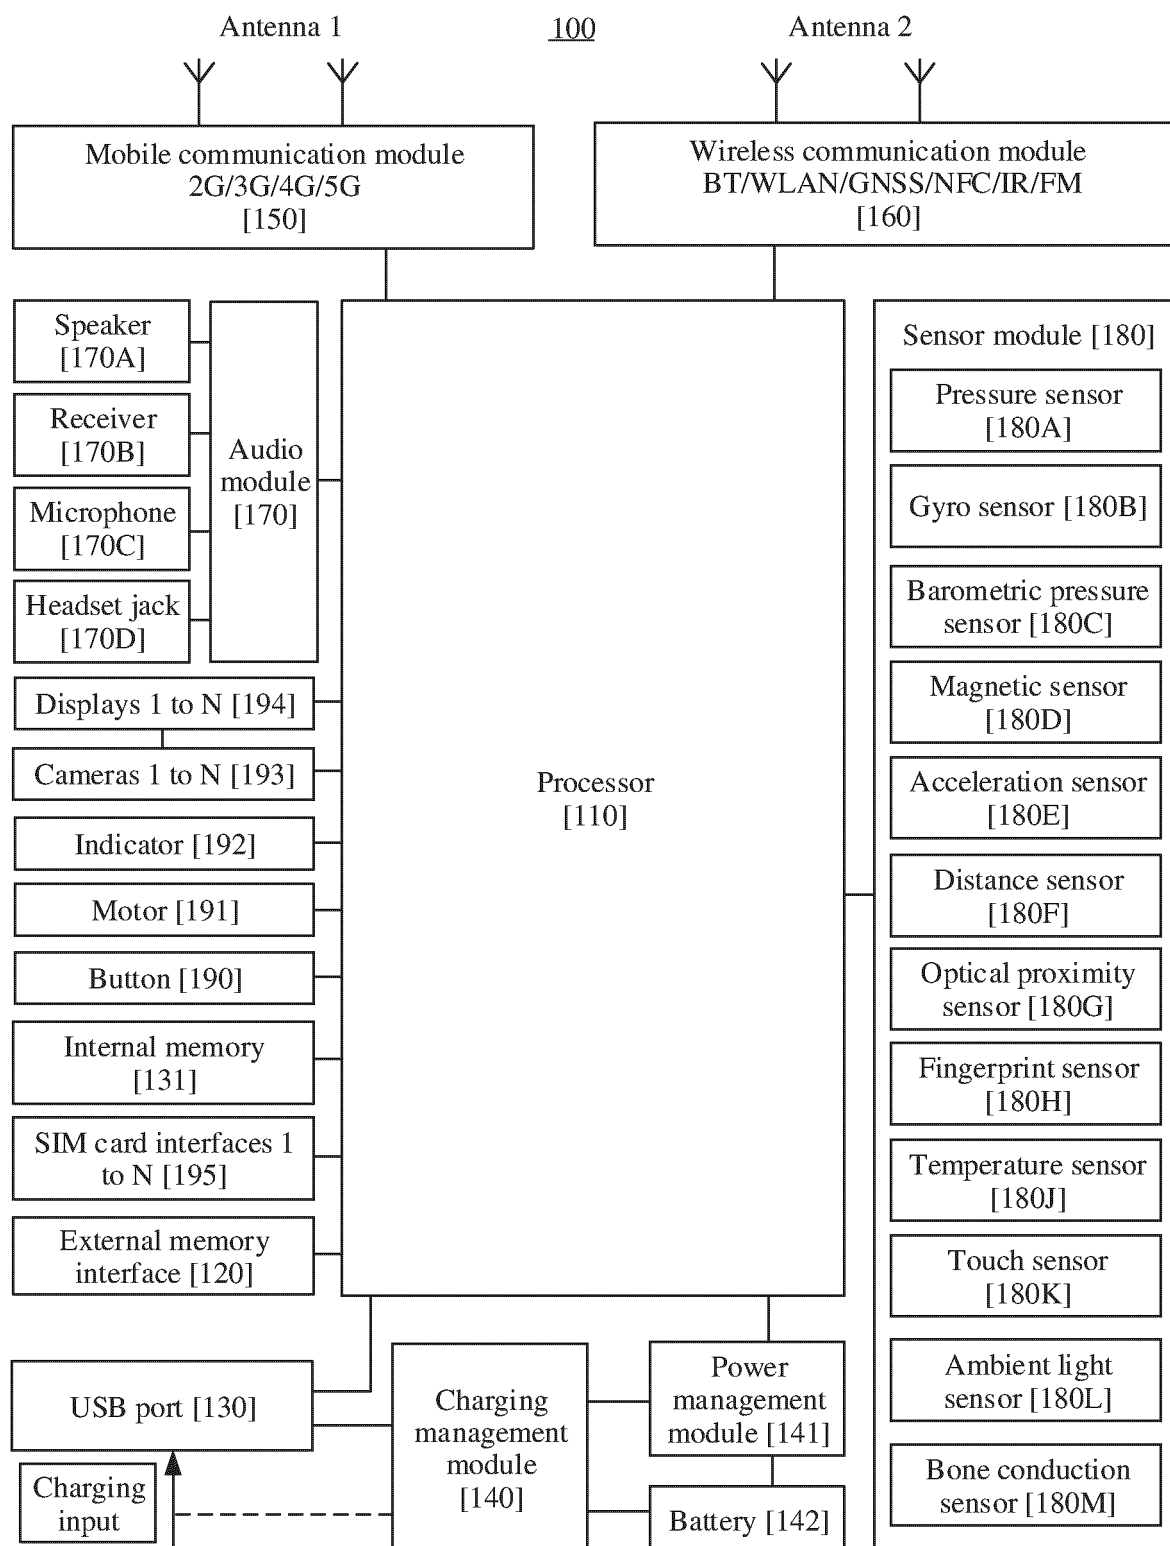 Antenna 1
100
Antenna 2
Mobile communication module
2G/3G/4G/5G
[150]
Wireless communication module
BT/WLAN/GNSS/NFC/IR/FM
[160]
Speaker
[170A]
Receiver
[170B]
Microphone
[170C]
Headset jack
[170D]
Audio
module
[170]
Displays 1 to N [194]
Cameras 1 to N [193]
Indicator [192]
Motor [191]
Button [190]
Internal memory
[131]
SIM card interfaces 1
to N [195]
External memory
interface [120]
Processor
[110]
Sensor module [180]
Pressure sensor
[180A]
Gyro sensor [180B]
Barometric pressure
sensor [180C]
Magnetic sensor
[180D]
Acceleration sensor
[180E]
Distance sensor
[180F]
Optical proximity
sensor [180G]
Fingerprint sensor
[180H]
Temperature sensor
[180J]
Touch sensor
[180K]
Ambient light
sensor [180L]
Bone conduction
sensor [180M]
USB port [130]
Charging
input
Charging
management
module
[140]
Power
management
module [141]
Battery [142]